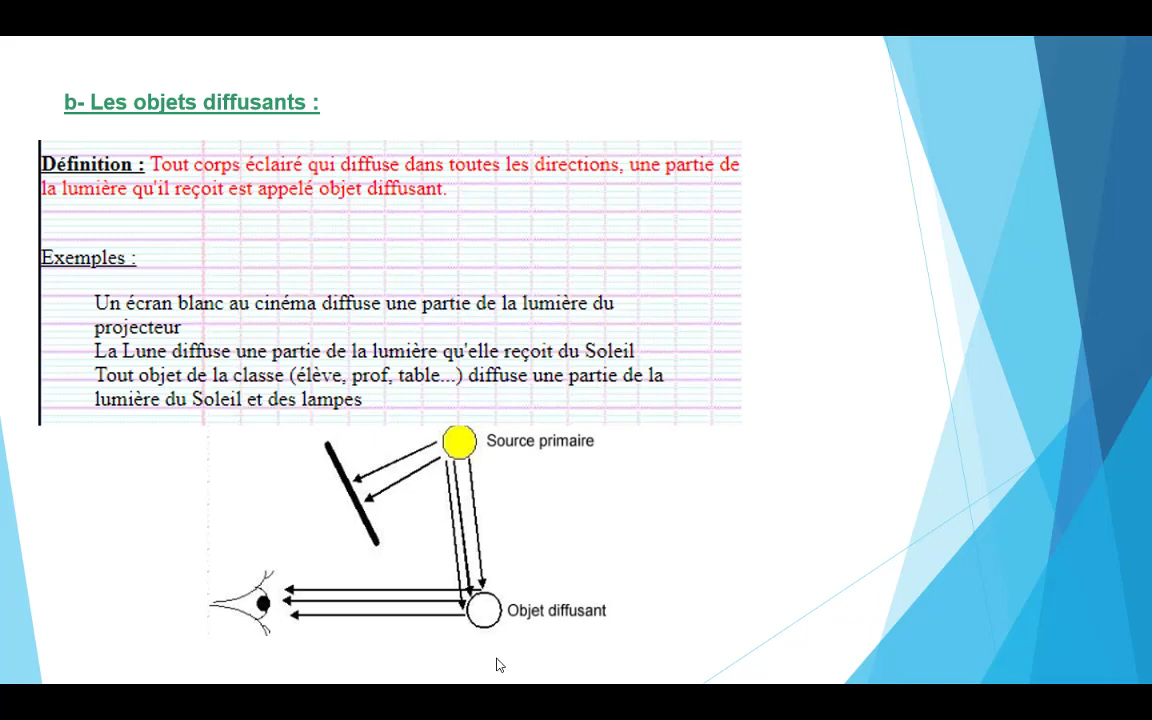 b- Les objets diffusants :
Définition : Tout corps éclairé qui diffuse dans toutes les directions, une partie de
la lumière qu'il reçoit est appelé objet diffusant.
Exemples :
Un écran blanc au cinéma diffuse une partie de la lumière du
projecteur
La Lune diffuse une partie de la lumière qu'elle reçoit du Soleil
Tout objet de la classe (élève, prof, table...) diffuse une partie de la
lumière du Soleil et des lampes
Source primaire
Objet diffusant